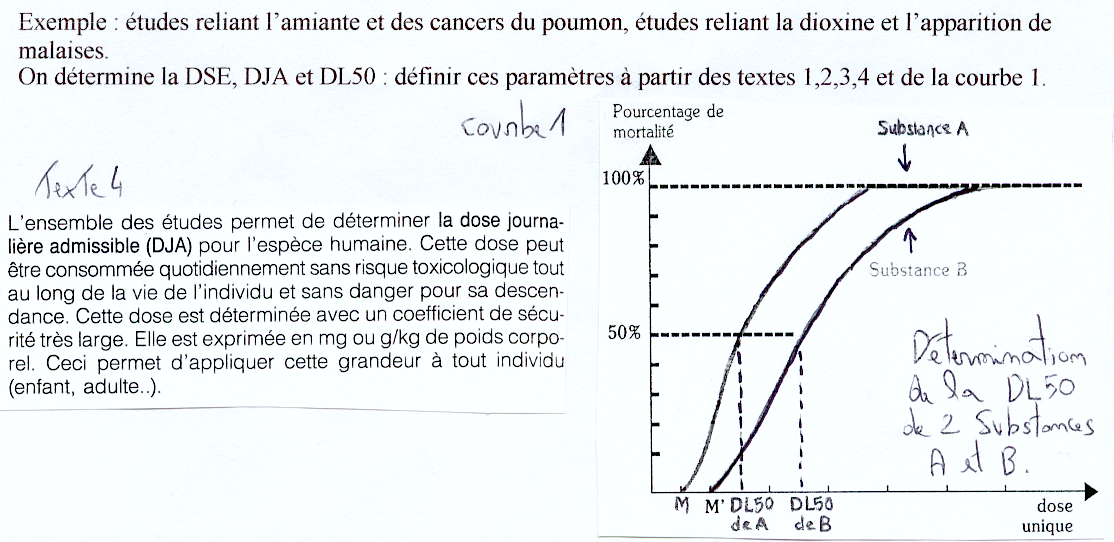 Exemple : études reliant l'amiante et des cancers du poumon, études reliant la dioxine et l'apparition de
malaises.
On détermine la DSE, DJA et DL50 : définir ces paramètres à partir des textes 1,2,3,4 et de la courbe 1.
courbe 1
Texte 4
L'ensemble des études permet de déterminer la dose journa-
lière admissible (DJA) pour l'espèce humaine. Cette dose peut
être consommée quotidiennement sans risque toxicologique tout
au long de la vie de l'individu et sans danger pour sa descen-
dance. Cette dose est déterminée avec un coefficient de sécu-
rité très large. Elle est exprimée en mg ou g/kg de poids corpo-
rel. Ceci permet d'appliquer cette grandeur à tout individu
(enfant, adulte..).
Pourcentage de
mortalité
Substance A
100%
Substance B
50%
Détermination
de la DL50
de 2 Substances
A et B.
M M' DL50 DL50
de A de B
dose
unique